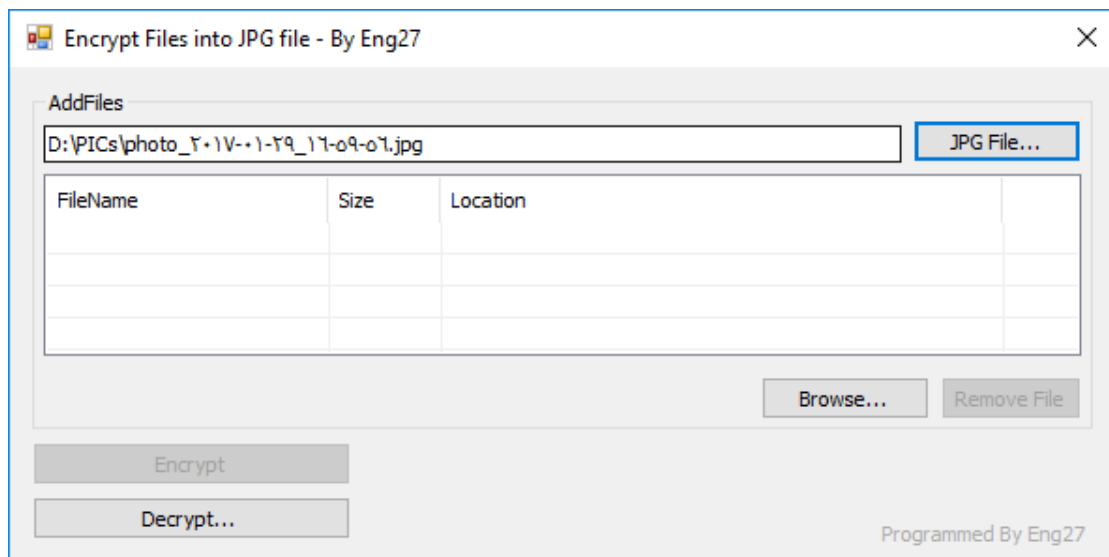 Encrypt Files into JPG file - By Eng27
AddFiles
D:\PICs\photo_٢٠١٧-٠١-٢٩_١٦-٥٩-٥٦.jpg
JPG File...
FileName Size Location
Browse... Remove File
Encrypt
Decrypt...
Programmed By Eng27